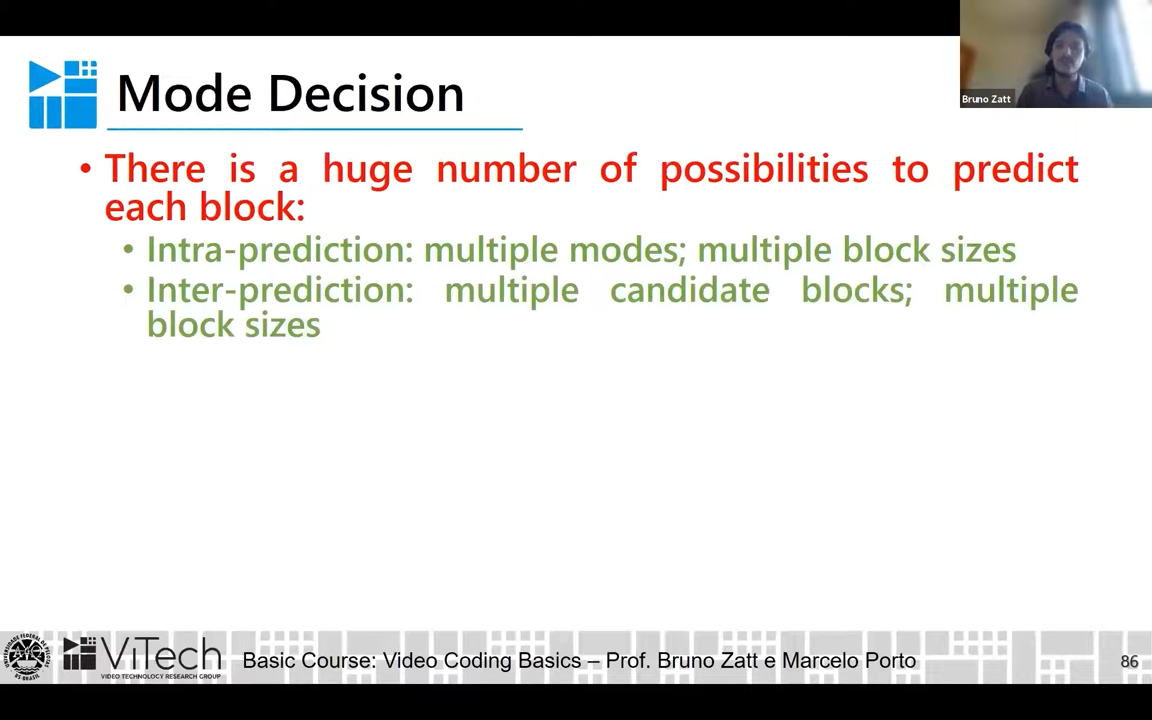 Bruno Zatt
Mode Decision
• There is a huge number of possibilities to predict
each block:
• Intra-prediction: multiple modes; multiple block sizes
• Inter-prediction: multiple candidate blocks; multiple
block sizes
ViTech
VIDEO TECHNOLOGY RESEARCH GROUP
Basic Course: Video Coding Basics – Prof. Bruno Zatt e Marcelo Porto
86